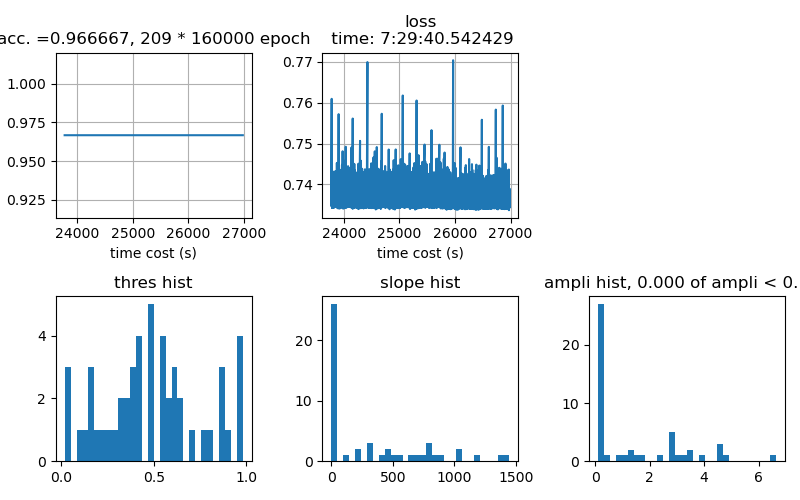 loss
acc. =0.966667, 209 * 160000 epoch
time: 7:29:40.542429
1.000
0.975
0.950
0.925
24000 25000 26000 27000
time cost (s)
0.77
0.76
0.75
0.74
24000 25000 26000 27000
time cost (s)
thres hist
4
2
0
0.0 0.5 1.0
slope hist
20
10
0
0 500 1000 1500
ampli hist, 0.000 of ampli < 0.
20
10
0
0 2 4 6